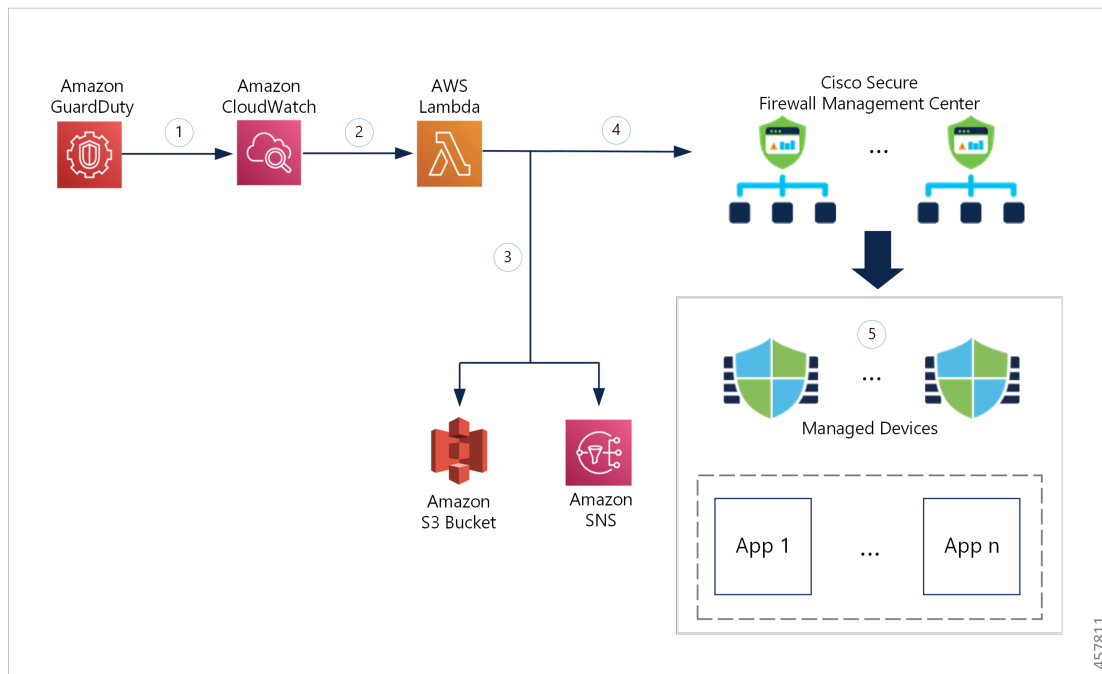 Amazon
GuardDuty
1
Amazon
CloudWatch
2
AWS
Lambda
4
Cisco Secure
Firewall Management Center
...
3
5
...
Managed Devices
Amazon
S3 Bucket
Amazon
SNS
App 1
...
App n
457811